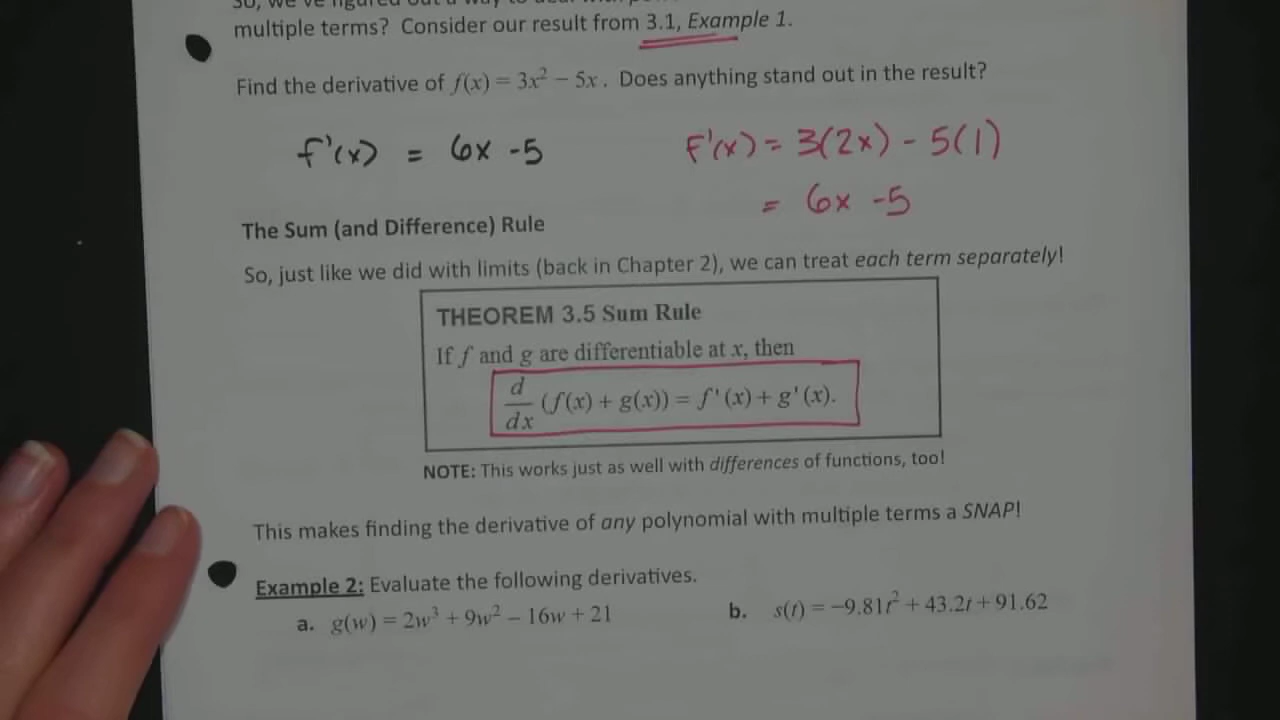 multiple terms? Consider our result from 3.1, Example 1.
Find the derivative of f(x) = 3x² − 5x. Does anything stand out in the result?
f'(x) = 6x -5
F'(x) = 3(2x) - 5(1)
= 6x -5
The Sum (and Difference) Rule
So, just like we did with limits (back in Chapter 2), we can treat each term separately!
THEOREM 3.5 Sum Rule
If f and g are differentiable at x, then
d/dx (f(x) + g(x)) = f'(x) + g'(x).
NOTE: This works just as well with differences of functions, too!
This makes finding the derivative of any polynomial with multiple terms a SNAP!
Example 2: Evaluate the following derivatives.
a. g(w) = 2w³ + 9w² − 16w + 21
b. s(t) = −9.81t² + 43.2t + 91.62